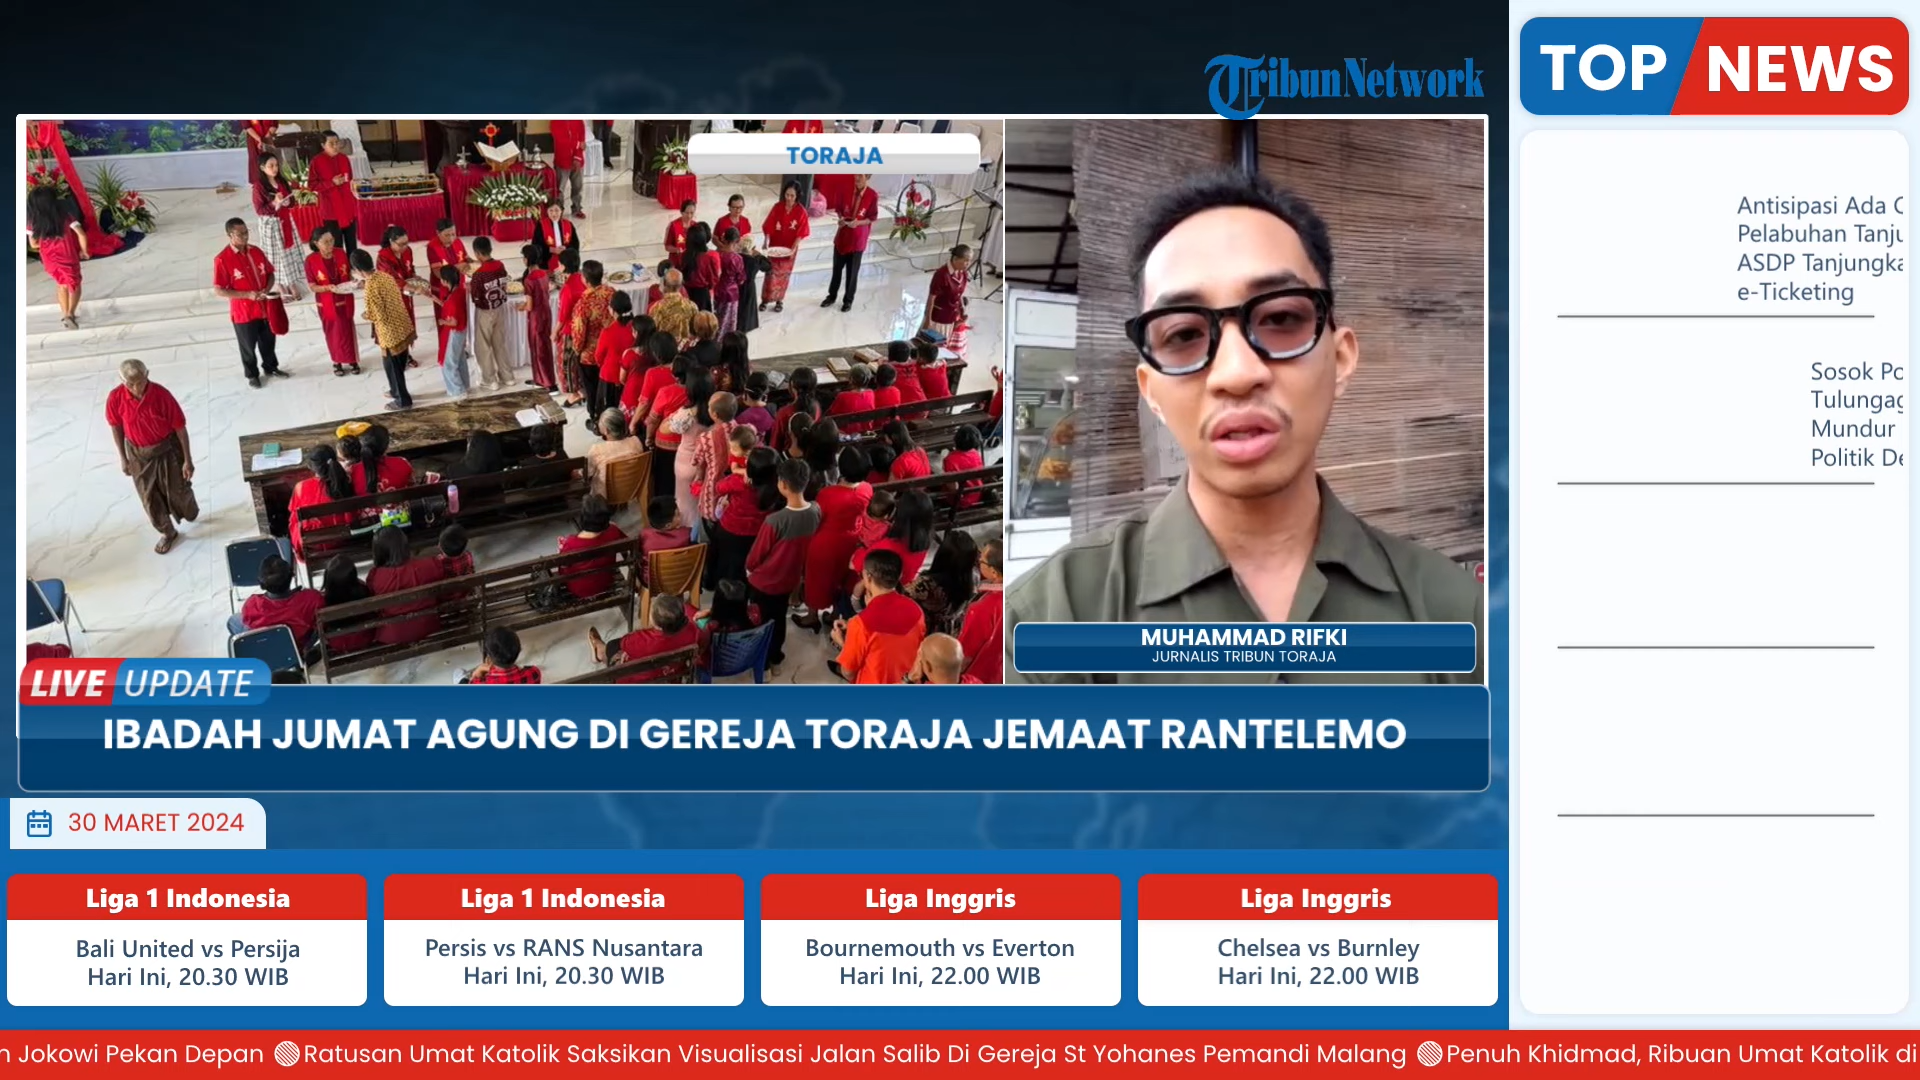 TribunNetwork
TOP NEWS
TORAJA
Antisipasi Ada
Pelabuhan
ASDP
e-Ticketing
Sosok
Mundur
Politik
MUHAMMAD RIFKI
JURNALIS TRIBUN TORAJA
LIVE UPDATE
IBADAH JUMAT AGUNG DI GEREJA TORAJA JEMAAT RANTELEMO
30 MARET 2024
Liga 1 Indonesia
Bali United vs Persija
Hari Ini, 20.30 WIB
Liga 1 Indonesia
Persis vs RANS Nusantara
Hari Ini, 20.30 WIB
Liga Inggris
Bournemouth vs Everton
Hari Ini, 22.00 WIB
Liga Inggris
Chelsea vs Burnley
Hari Ini, 22.00 WIB
Jokowi Pekan Depan Ratusan Umat Katolik Saksikan Visualisasi Jalan Salib Di Gereja St Yohanes Pemandi Malang Penuh Khidmad, Ribuan Umat Katolik di